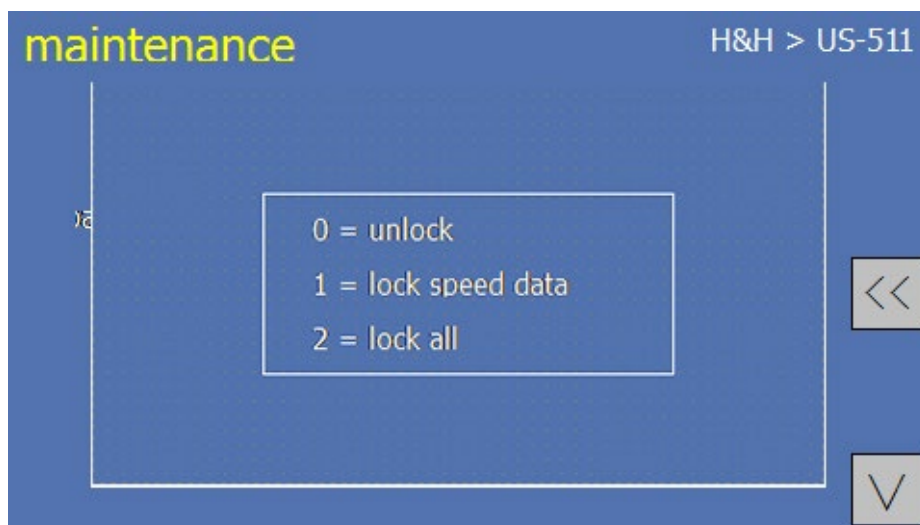 maintenance
H&H > US-511
0 = unlock
1 = lock speed data
2 = lock all
<<